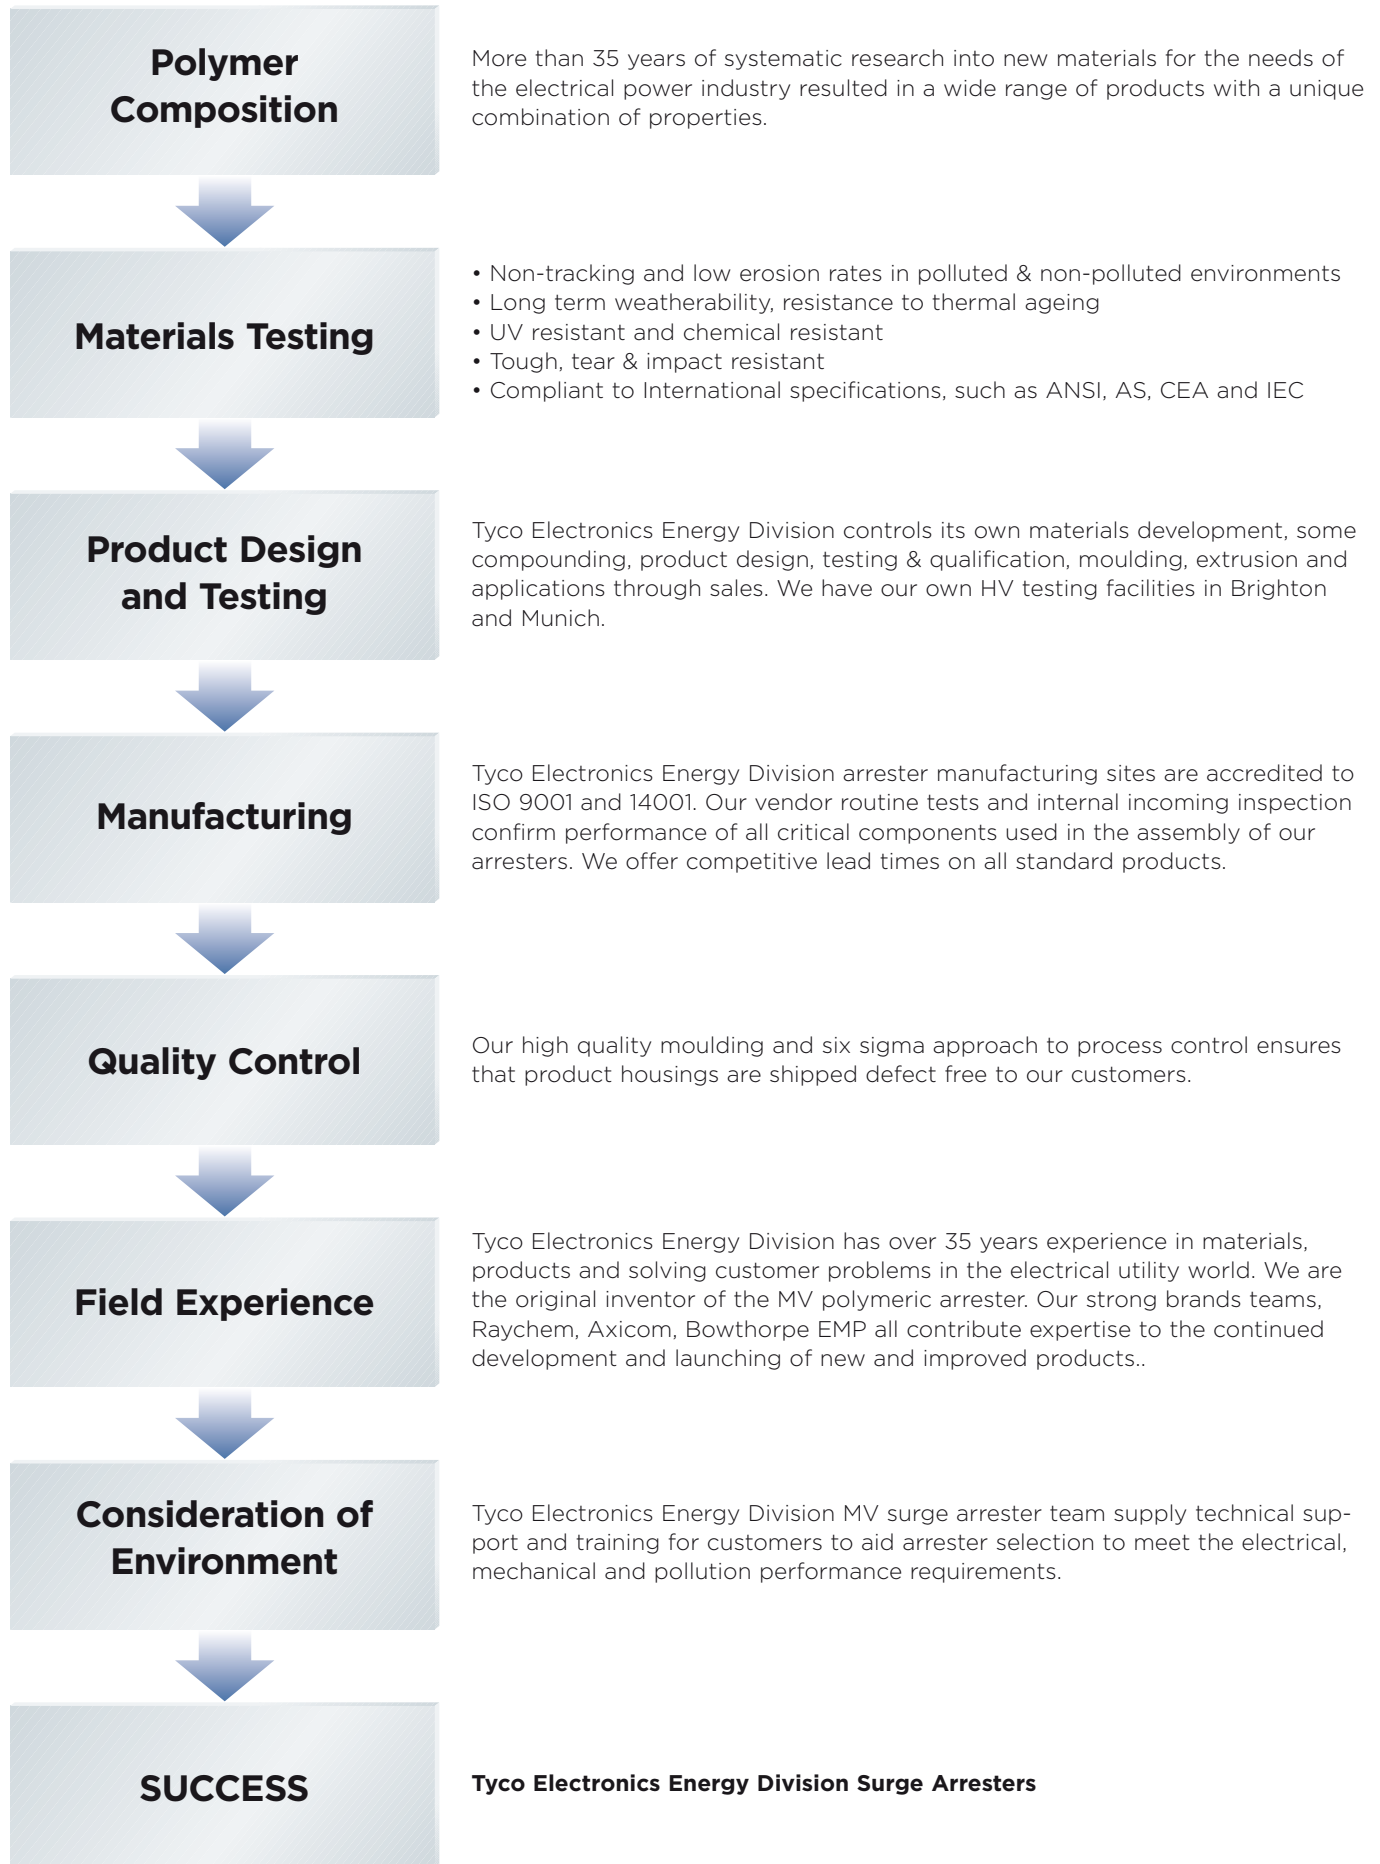 Polymer
Composition
More than 35 years of systematic research into new materials for the needs of
the electrical power industry resulted in a wide range of products with a unique
combination of properties.
Materials Testing
• Non-tracking and low erosion rates in polluted & non-polluted environments
• Long term weatherability, resistance to thermal ageing
• UV resistant and chemical resistant
• Tough, tear & impact resistant
• Compliant to International specifications, such as ANSI, AS, CEA and IEC
Product Design
and Testing
Tyco Electronics Energy Division controls its own materials development, some
compounding, product design, testing & qualification, moulding, extrusion and
applications through sales. We have our own HV testing facilities in Brighton
and Munich.
Manufacturing
Tyco Electronics Energy Division arrester manufacturing sites are accredited to
ISO 9001 and 14001. Our vendor routine tests and internal incoming inspection
confirm performance of all critical components used in the assembly of our
arresters. We offer competitive lead times on all standard products.
Quality Control
Our high quality moulding and six sigma approach to process control ensures
that product housings are shipped defect free to our customers.
Field Experience
Tyco Electronics Energy Division has over 35 years experience in materials,
products and solving customer problems in the electrical utility world. We are
the original inventor of the MV polymeric arrester. Our strong brands teams,
Raychem, Axicom, Bowthorpe EMP all contribute expertise to the continued
development and launching of new and improved products..
Consideration of
Environment
Tyco Electronics Energy Division MV surge arrester team supply technical sup-
port and training for customers to aid arrester selection to meet the electrical,
mechanical and pollution performance requirements.
SUCCESS
Tyco Electronics Energy Division Surge Arresters